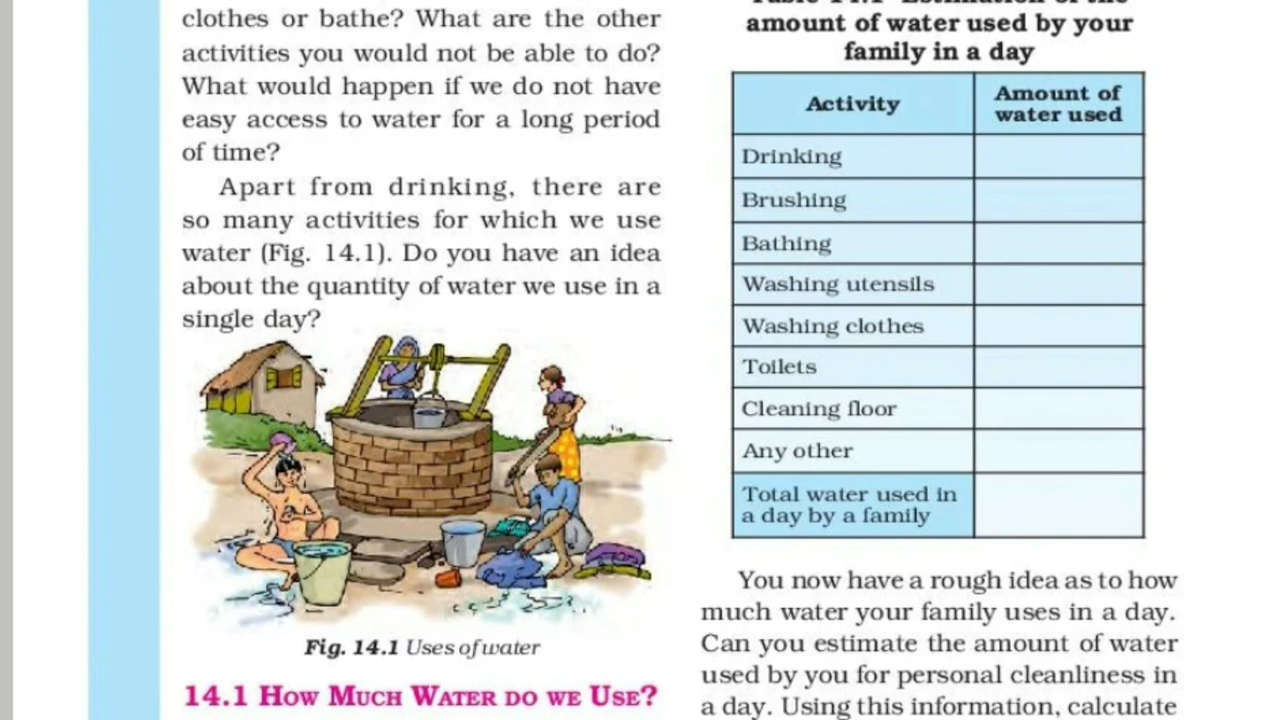 clothes or bathe? What are the other
activities you would not be able to do?
What would happen if we do not have
easy access to water for a long period
of time?
Apart from drinking, there are
so many activities for which we use
water (Fig. 14.1). Do you have an idea
about the quantity of water we use in a
single day?
Fig. 14.1 Uses of water
14.1 HOW MUCH WATER DO WE USE?
Table 14.1 Estimation of the
amount of water used by your
family in a day
Activity
Amount of
water used
Drinking
Brushing
Bathing
Washing utensils
Washing clothes
Toilets
Cleaning floor
Any other
Total water used in
a day by a family
You now have a rough idea as to how
much water your family uses in a day.
Can you estimate the amount of water
used by you for personal cleanliness in
a day. Using this information, calculate